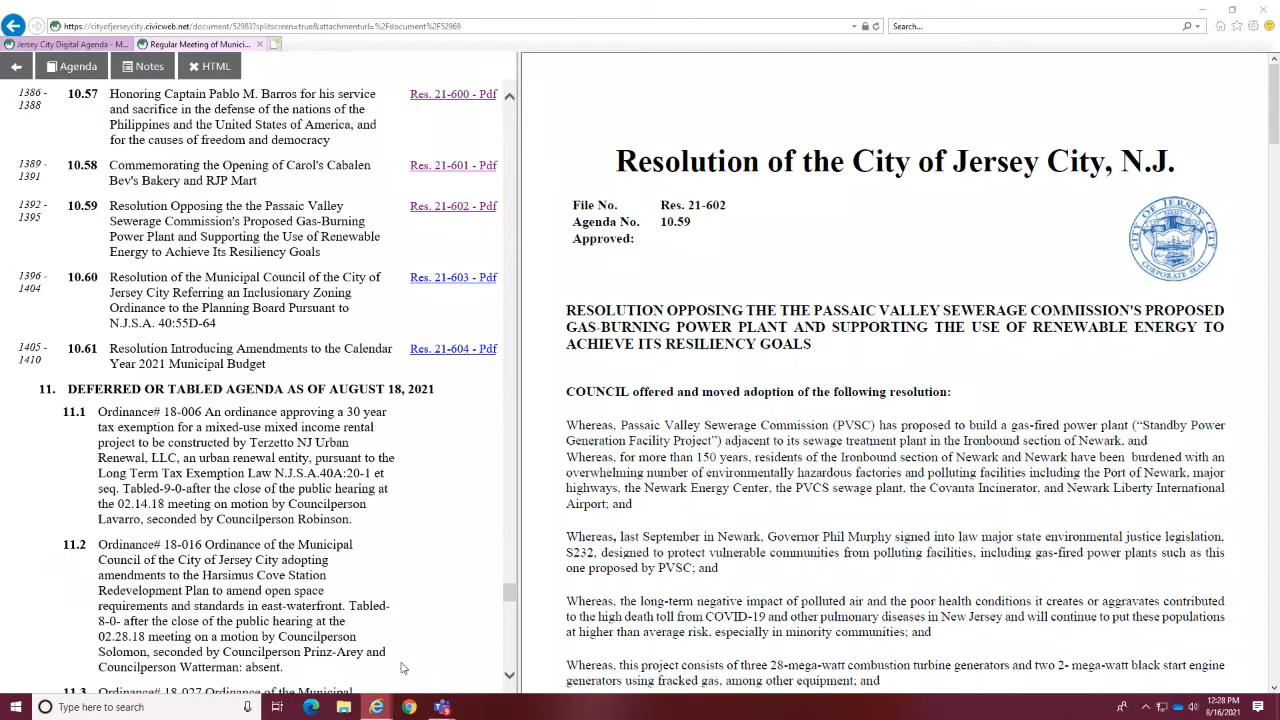 https://cityofjerseycity.civicweb.net/document/52983?splitscreen=true&attachmenturl=%2Fdocument%2F52969
Search...
Jersey City Digital Agenda - M...
Regular Meeting of Munici...
Agenda
Notes
HTML
1386 - 1388
10.57 Honoring Captain Pablo M. Barros for his service
and sacrifice in the defense of the nations of the
Philippines and the United States of America, and
for the causes of freedom and democracy
Res. 21-600 - Pdf
1389 - 1391
10.58 Commemorating the Opening of Carol's Cabalen
Bev's Bakery and RJP Mart
Res. 21-601 - Pdf
1392 - 1395
10.59 Resolution Opposing the the Passaic Valley
Sewerage Commission's Proposed Gas-Burning
Power Plant and Supporting the Use of Renewable
Energy to Achieve Its Resiliency Goals
Res. 21-602 - Pdf
1396 - 1404
10.60 Resolution of the Municipal Council of the City of
Jersey City Referring an Inclusionary Zoning
Ordinance to the Planning Board Pursuant to
N.J.S.A. 40:55D-64
Res. 21-603 - Pdf
1405 - 1410
10.61 Resolution Introducing Amendments to the Calendar
Year 2021 Municipal Budget
Res. 21-604 - Pdf
11. DEFERRED OR TABLED AGENDA AS OF AUGUST 18, 2021
11.1 Ordinance# 18-006 An ordinance approving a 30 year
tax exemption for a mixed-use mixed income rental
project to be constructed by Terzetto NJ Urban
Renewal, LLC, an urban renewal entity, pursuant to the
Long Term Tax Exemption Law N.J.S.A.40A:20-1 et
seq. Tabled-9-0-after the close of the public hearing at
the 02.14.18 meeting on motion by Councilperson
Lavarro, seconded by Councilperson Robinson.
11.2 Ordinance# 18-016 Ordinance of the Municipal
Council of the City of Jersey City adopting
amendments to the Harsimus Cove Station
Redevelopment Plan to amend open space
requirements and standards in east-waterfront. Tabled-
8-0- after the close of the public hearing at the
02.28.18 meeting on a motion by Councilperson
Solomon, seconded by Councilperson Prinz-Arey and
Councilperson Watterman: absent.
11.3 Ordinance# 18-027 Ordinance of the Municipal
Resolution of the City of Jersey City, N.J.
File No. Res. 21-602
Agenda No. 10.59
Approved:
CITY OF JERSEY CITY
CORPORATE SEAL
RESOLUTION OPPOSING THE THE PASSAIC VALLEY SEWERAGE COMMISSION'S PROPOSED
GAS-BURNING POWER PLANT AND SUPPORTING THE USE OF RENEWABLE ENERGY TO
ACHIEVE ITS RESILIENCY GOALS
COUNCIL offered and moved adoption of the following resolution:
Whereas, Passaic Valley Sewerage Commission (PVSC) has proposed to build a gas-fired power plant (“Standby Power
Generation Facility Project”) adjacent to its sewage treatment plant in the Ironbound section of Newark, and
Whereas, for more than 150 years, residents of the Ironbound section of Newark and Newark have been burdened with an
overwhelming number of environmentally hazardous factories and polluting facilities including the Port of Newark, major
highways, the Newark Energy Center, the PVCS sewage plant, the Covanta Incinerator, and Newark Liberty International
Airport; and
Whereas, last September in Newark, Governor Phil Murphy signed into law major state environmental justice legislation,
S232, designed to protect vulnerable communities from polluting facilities, including gas-fired power plants such as this
one proposed by PVSC; and
Whereas, the long-term negative impact of polluted air and the poor health conditions it creates or aggravates contributed
to the high death toll from COVID-19 and other pulmonary diseases in New Jersey and will continue to put these populations
at higher than average risk, especially in minority communities; and
Whereas, this project consists of three 28-mega-watt combustion turbine generators and two 2- mega-watt black start engine
generators using fracked gas, among other equipment; and
Type here to search
12:28 PM
8/16/2021